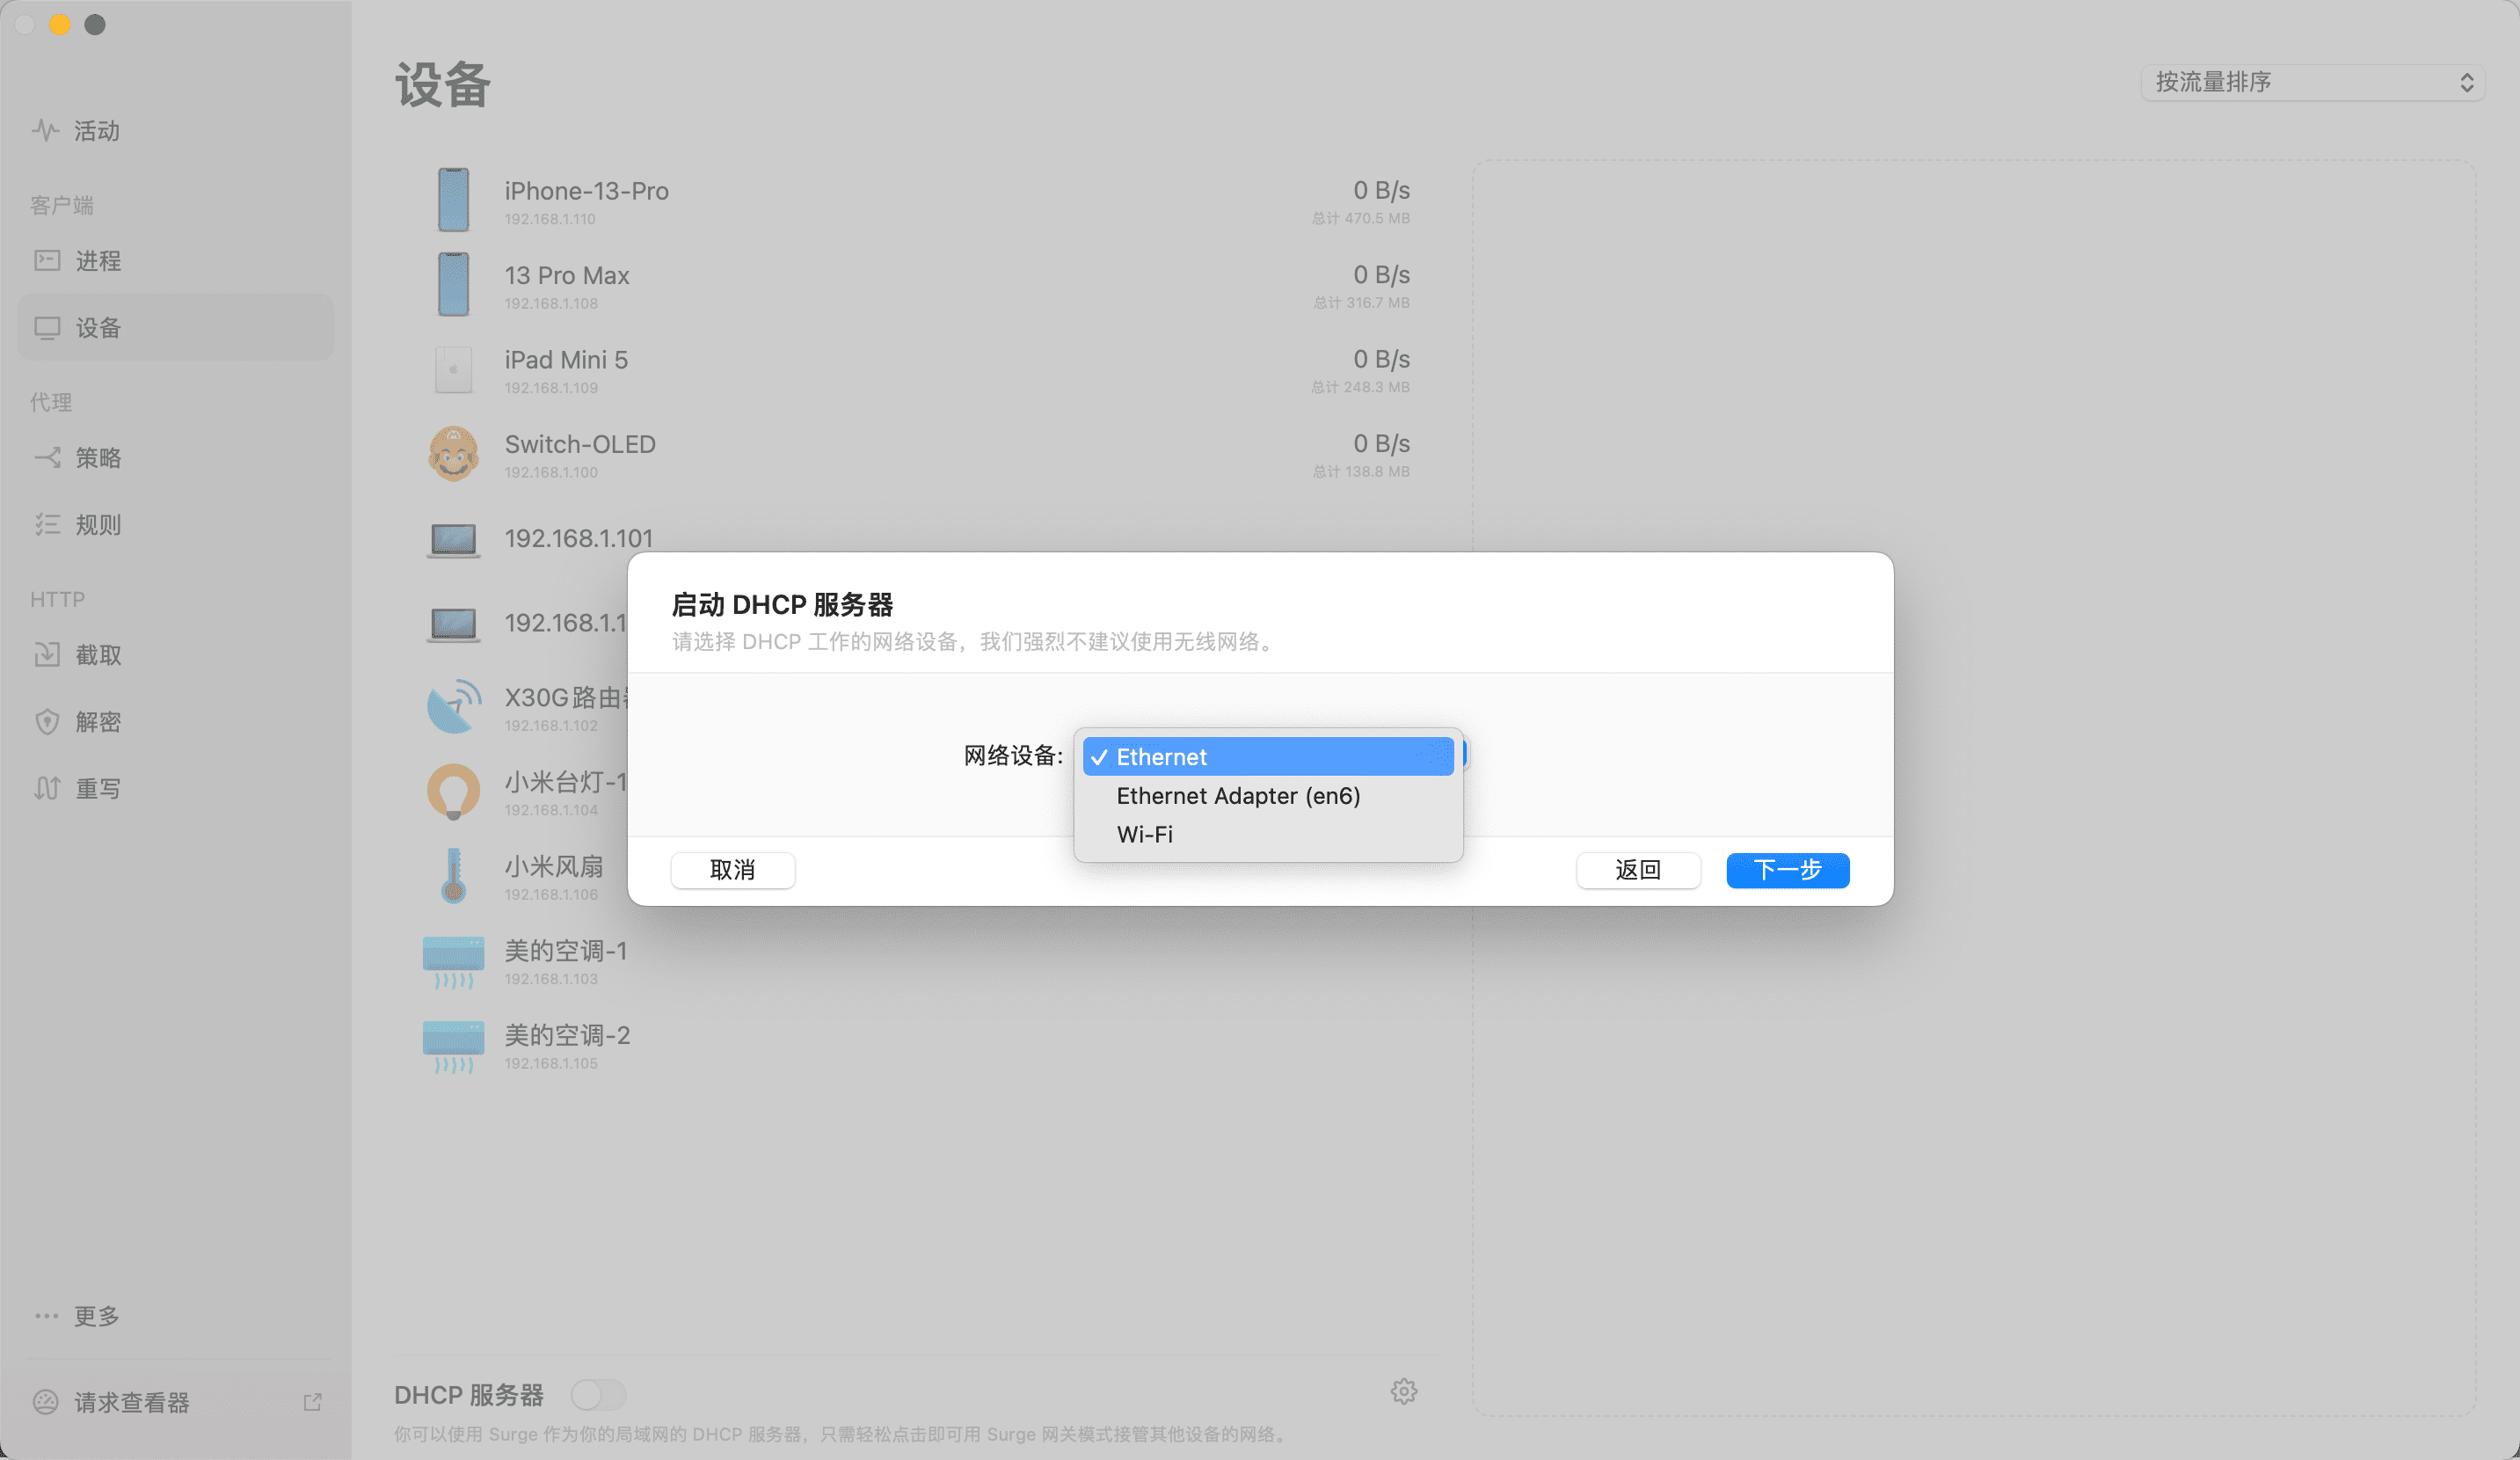 设备
按流量排序
活动
客户端
进程
设备
代理
策略
规则
HTTP
截取
解密
重写
更多
请求查看器
iPhone-13-Pro
192.168.1.110
0 B/s
总计 470.5 MB
13 Pro Max
192.168.1.108
0 B/s
总计 316.7 MB
iPad Mini 5
192.168.1.109
0 B/s
总计 248.3 MB
Switch-OLED
192.168.1.100
0 B/s
总计 138.8 MB
192.168.1.101
192.168.1.1
X30G路由
192.168.1.102
小米台灯-1
192.168.1.104
小米风扇
192.168.1.106
美的空调-1
192.168.1.103
美的空调-2
192.168.1.105
启动 DHCP 服务器
请选择 DHCP 工作的网络设备，我们强烈不建议使用无线网络。
网络设备:
Ethernet
Ethernet Adapter (en6)
Wi-Fi
取消
返回
下一步
DHCP 服务器
你可以使用 Surge 作为你的局域网的 DHCP 服务器，只需轻松点击即可用 Surge 网关模式接管其他设备的网络。